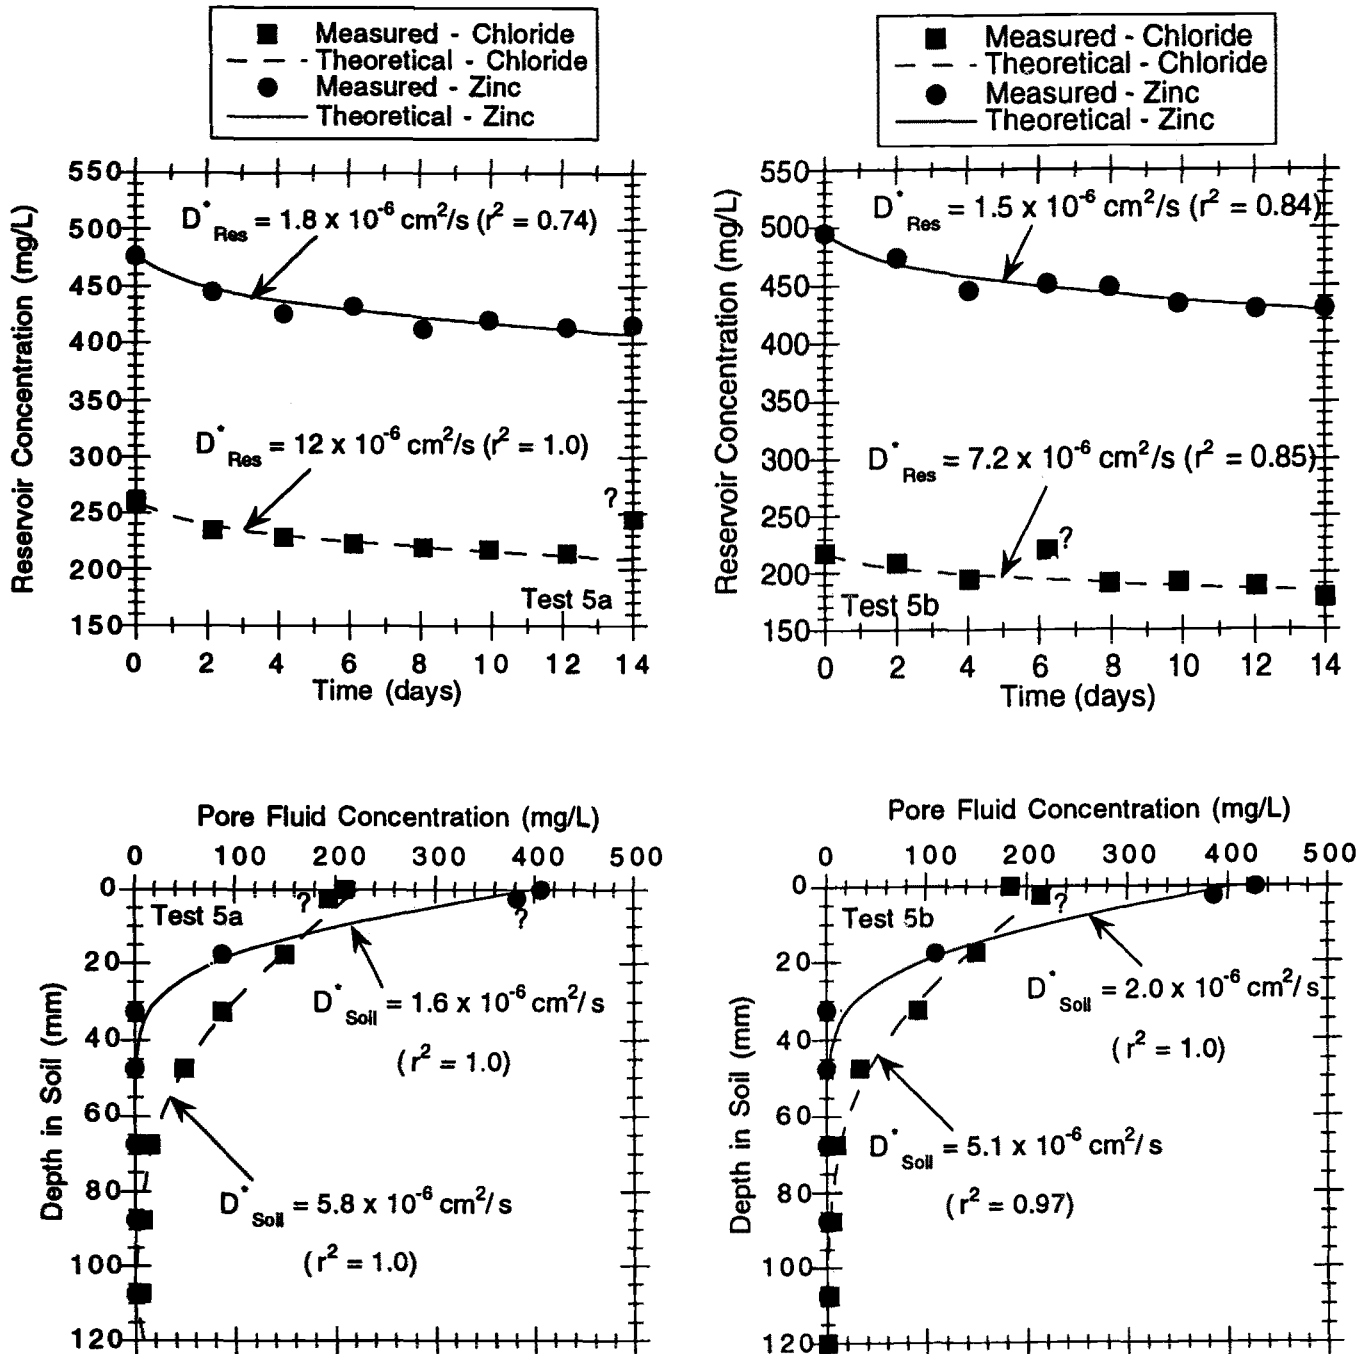 Measured - Chloride
Theoretical - Chloride
Measured - Zinc
Theoretical - Zinc
Measured - Chloride
Theoretical - Chloride
Measured - Zinc
Theoretical - Zinc
Reservoir Concentration (mg/L)
550
500
450
400
350
300
250
200
150
D*Res = 1.8 x 10-6 cm2/s (r2 = 0.74)
D*Res = 12 x 10-6 cm2/s (r2 = 1.0)
?
Test 5a
0 2 4 6 8 10 12 14
Time (days)
Reservoir Concentration (mg/L)
550
500
450
400
350
300
250
200
150
D*Res = 1.5 x 10-6 cm2/s (r2 = 0.84)
D*Res = 7.2 x 10-6 cm2/s (r2 = 0.85)
?
Test 5b
0 2 4 6 8 10 12 14
Time (days)
Pore Fluid Concentration (mg/L)
0 100 200 300 400 500
Depth in Soil (mm)
0
20
40
60
80
100
120
Test 5a
?
?
D*Soil = 1.6 x 10-6 cm2/s
(r2 = 1.0)
D*Soil = 5.8 x 10-6 cm2/s
(r2 = 1.0)
Pore Fluid Concentration (mg/L)
0 100 200 300 400 500
Depth in Soil (mm)
0
20
40
60
80
100
120
Test 5b
?
D*Soil = 2.0 x 10-6 cm2/s
(r2 = 1.0)
D*Soil = 5.1 x 10-6 cm2/s
(r2 = 0.97)